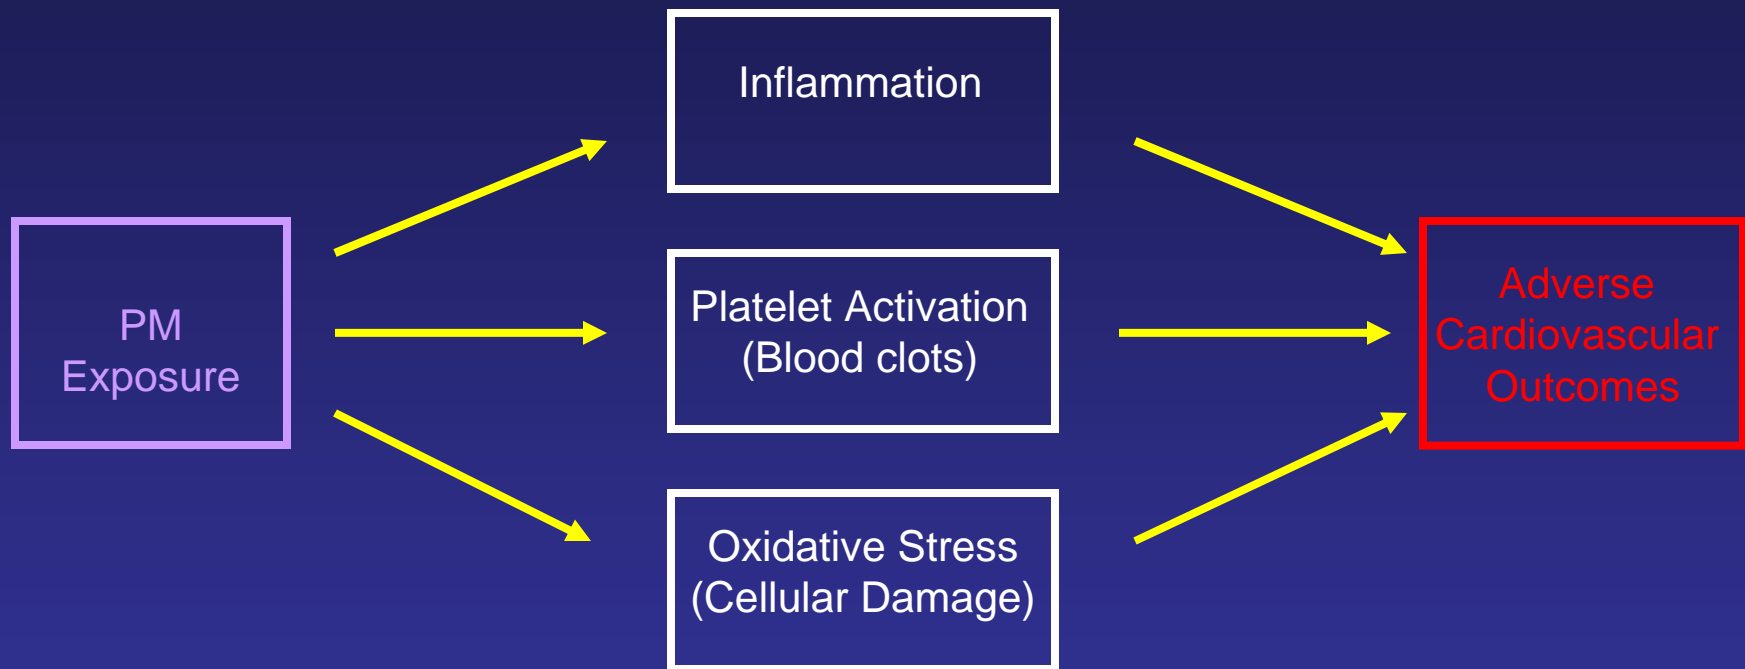 Inflammation
PM
Exposure
Platelet Activation
(Blood clots)
Adverse
Cardiovascular
Outcomes
Oxidative Stress
(Cellular Damage)